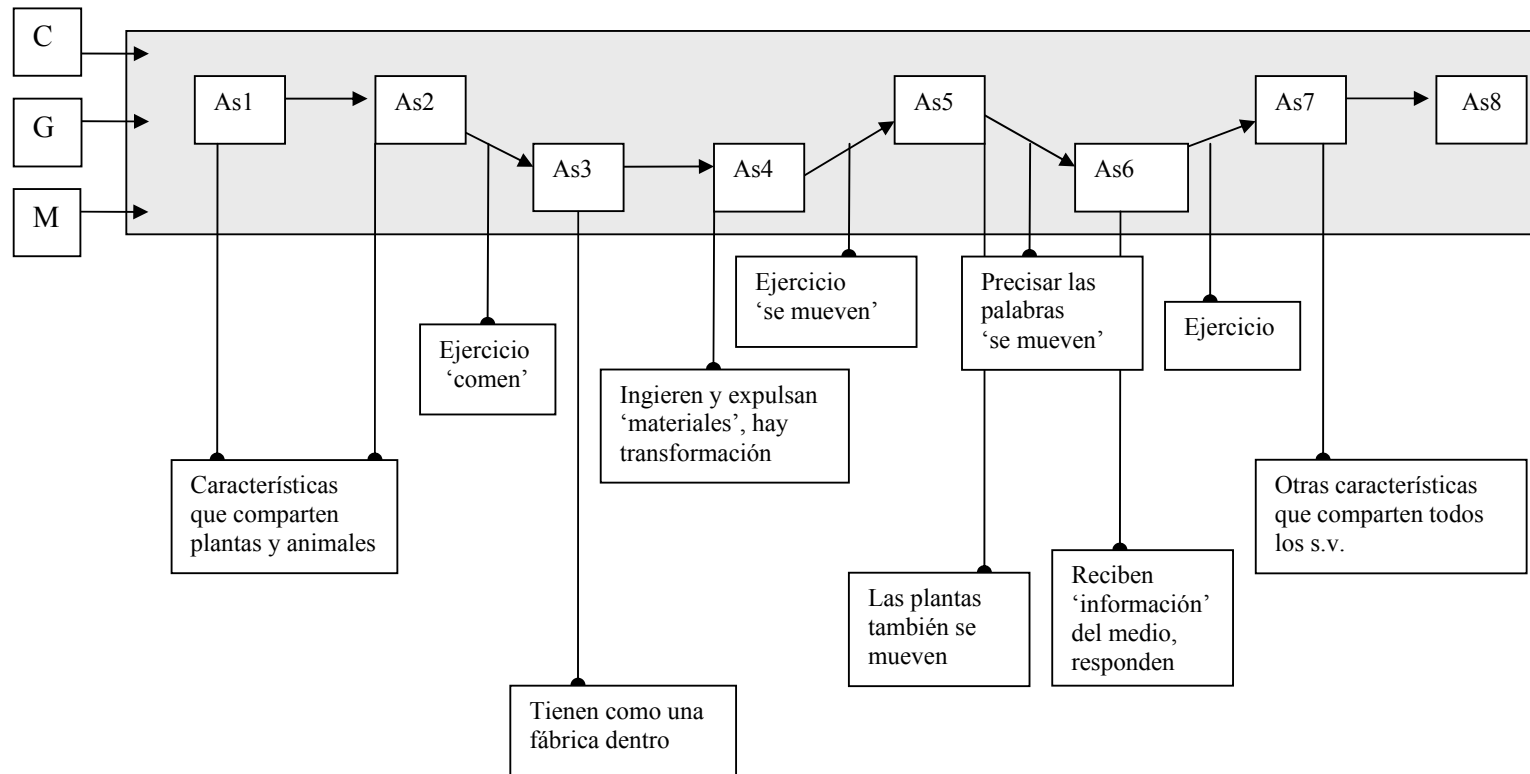 C
G
M
As1
As2
As3
As4
As5
As6
As7
As8
Ejercicio
‘comen’
Ejercicio
‘se mueven’
Precisar las
palabras
‘se mueven’
Ejercicio
Ingieren y expulsan
‘materiales’, hay
transformación
Características
que comparten
plantas y animales
Otras características
que comparten todos
los s.v.
Las plantas
también se
mueven
Reciben
‘información’
del medio,
responden
Tienen como una
fábrica dentro